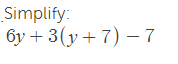 Simplify:
6y + 3(y + 7) − 7